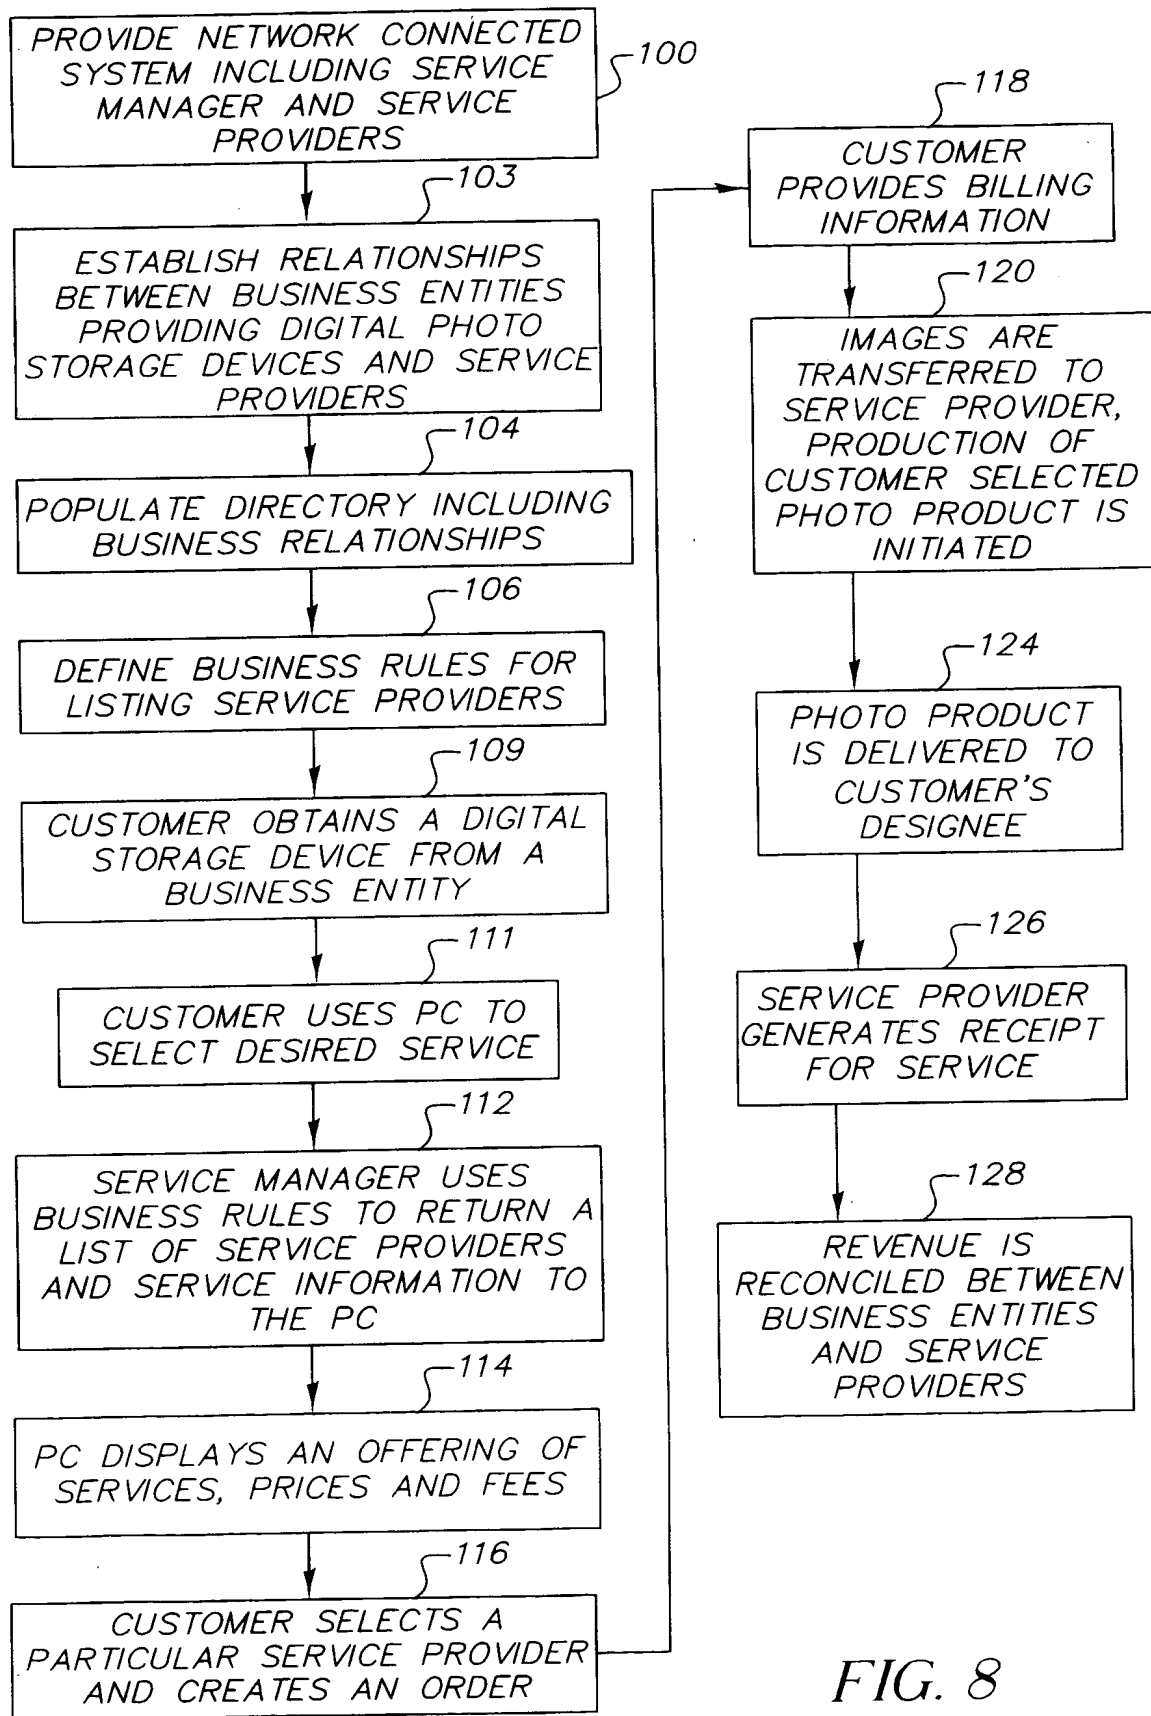 PROVIDE NETWORK CONNECTED
SYSTEM INCLUDING SERVICE
MANAGER AND SERVICE
PROVIDERS
100
103
ESTABLISH RELATIONSHIPS
BETWEEN BUSINESS ENTITIES
PROVIDING DIGITAL PHOTO
STORAGE DEVICES AND SERVICE
PROVIDERS
104
POPULATE DIRECTORY INCLUDING
BUSINESS RELATIONSHIPS
106
DEFINE BUSINESS RULES FOR
LISTING SERVICE PROVIDERS
109
CUSTOMER OBTAINS A DIGITAL
STORAGE DEVICE FROM A
BUSINESS ENTITY
111
CUSTOMER USES PC TO
SELECT DESIRED SERVICE
112
SERVICE MANAGER USES
BUSINESS RULES TO RETURN A
LIST OF SERVICE PROVIDERS
AND SERVICE INFORMATION TO
THE PC
114
PC DISPLAYS AN OFFERING OF
SERVICES, PRICES AND FEES
116
CUSTOMER SELECTS A
PARTICULAR SERVICE PROVIDER
AND CREATES AN ORDER
118
CUSTOMER
PROVIDES BILLING
INFORMATION
120
IMAGES ARE
TRANSFERRED TO
SERVICE PROVIDER,
PRODUCTION OF
CUSTOMER SELECTED
PHOTO PRODUCT IS
INITIATED
124
PHOTO PRODUCT
IS DELIVERED TO
CUSTOMER'S
DESIGNEE
126
SERVICE PROVIDER
GENERATES RECEIPT
FOR SERVICE
128
REVENUE IS
RECONCILED BETWEEN
BUSINESS ENTITIES
AND SERVICE
PROVIDERS
FIG. 8